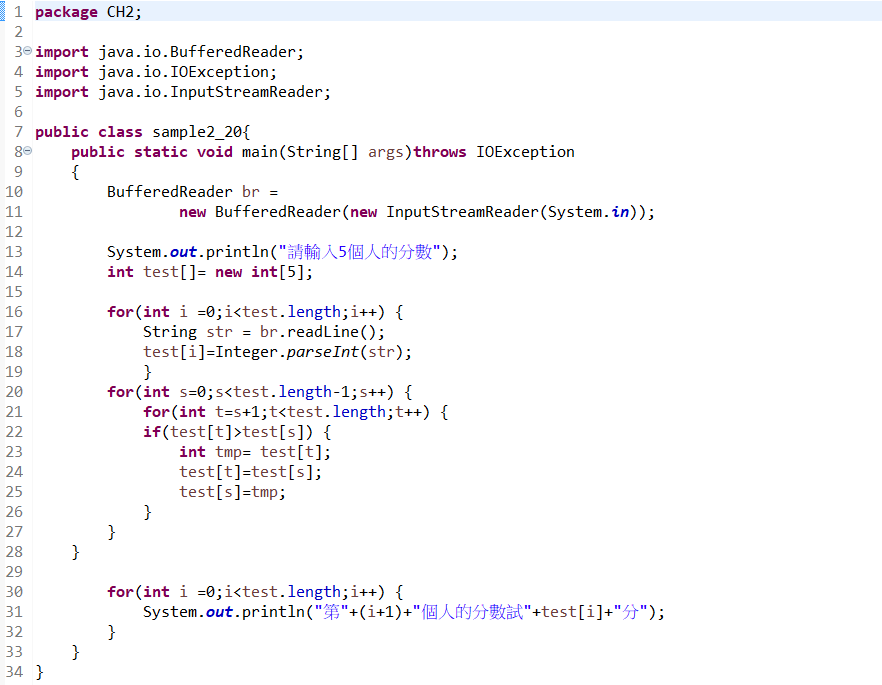 1 package CH2;
2
3 import java.io.BufferedReader;
4 import java.io.IOException;
5 import java.io.InputStreamReader;
6
7 public class sample2_20{
8     public static void main(String[] args)throws IOException
9     {
10         BufferedReader br =
11                 new BufferedReader(new InputStreamReader(System.in));
12
13         System.out.println("請輸入5個人的分數");
14         int test[]= new int[5];
15
16         for(int i =0;i<test.length;i++) {
17             String str = br.readLine();
18             test[i]=Integer.parseInt(str);
19             }
20         for(int s=0;s<test.length-1;s++) {
21             for(int t=s+1;t<test.length;t++) {
22             if(test[t]>test[s]) {
23                 int tmp= test[t];
24                 test[t]=test[s];
25                 test[s]=tmp;
26             }
27         }
28     }
29
30         for(int i =0;i<test.length;i++) {
31             System.out.println("第"+(i+1)+"個人的分數試"+test[i]+"分");
32         }
33     }
34 }